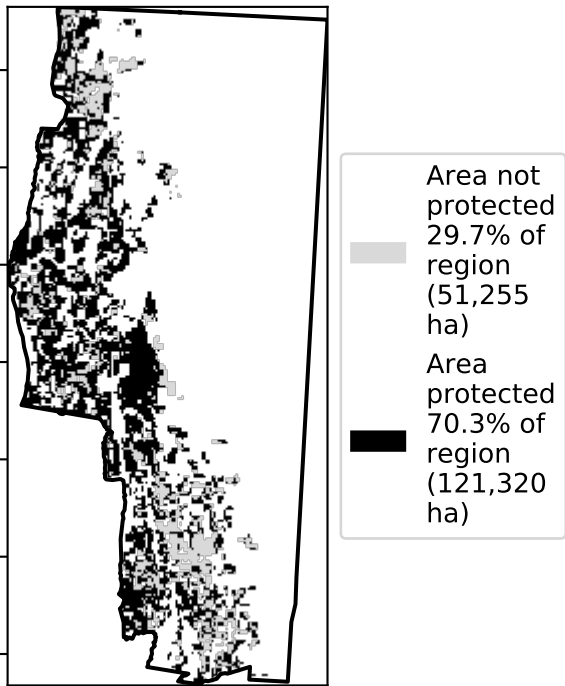 Area not
protected
29.7% of
region
(51,255
ha)
Area
protected
70.3% of
region
(121,320
ha)